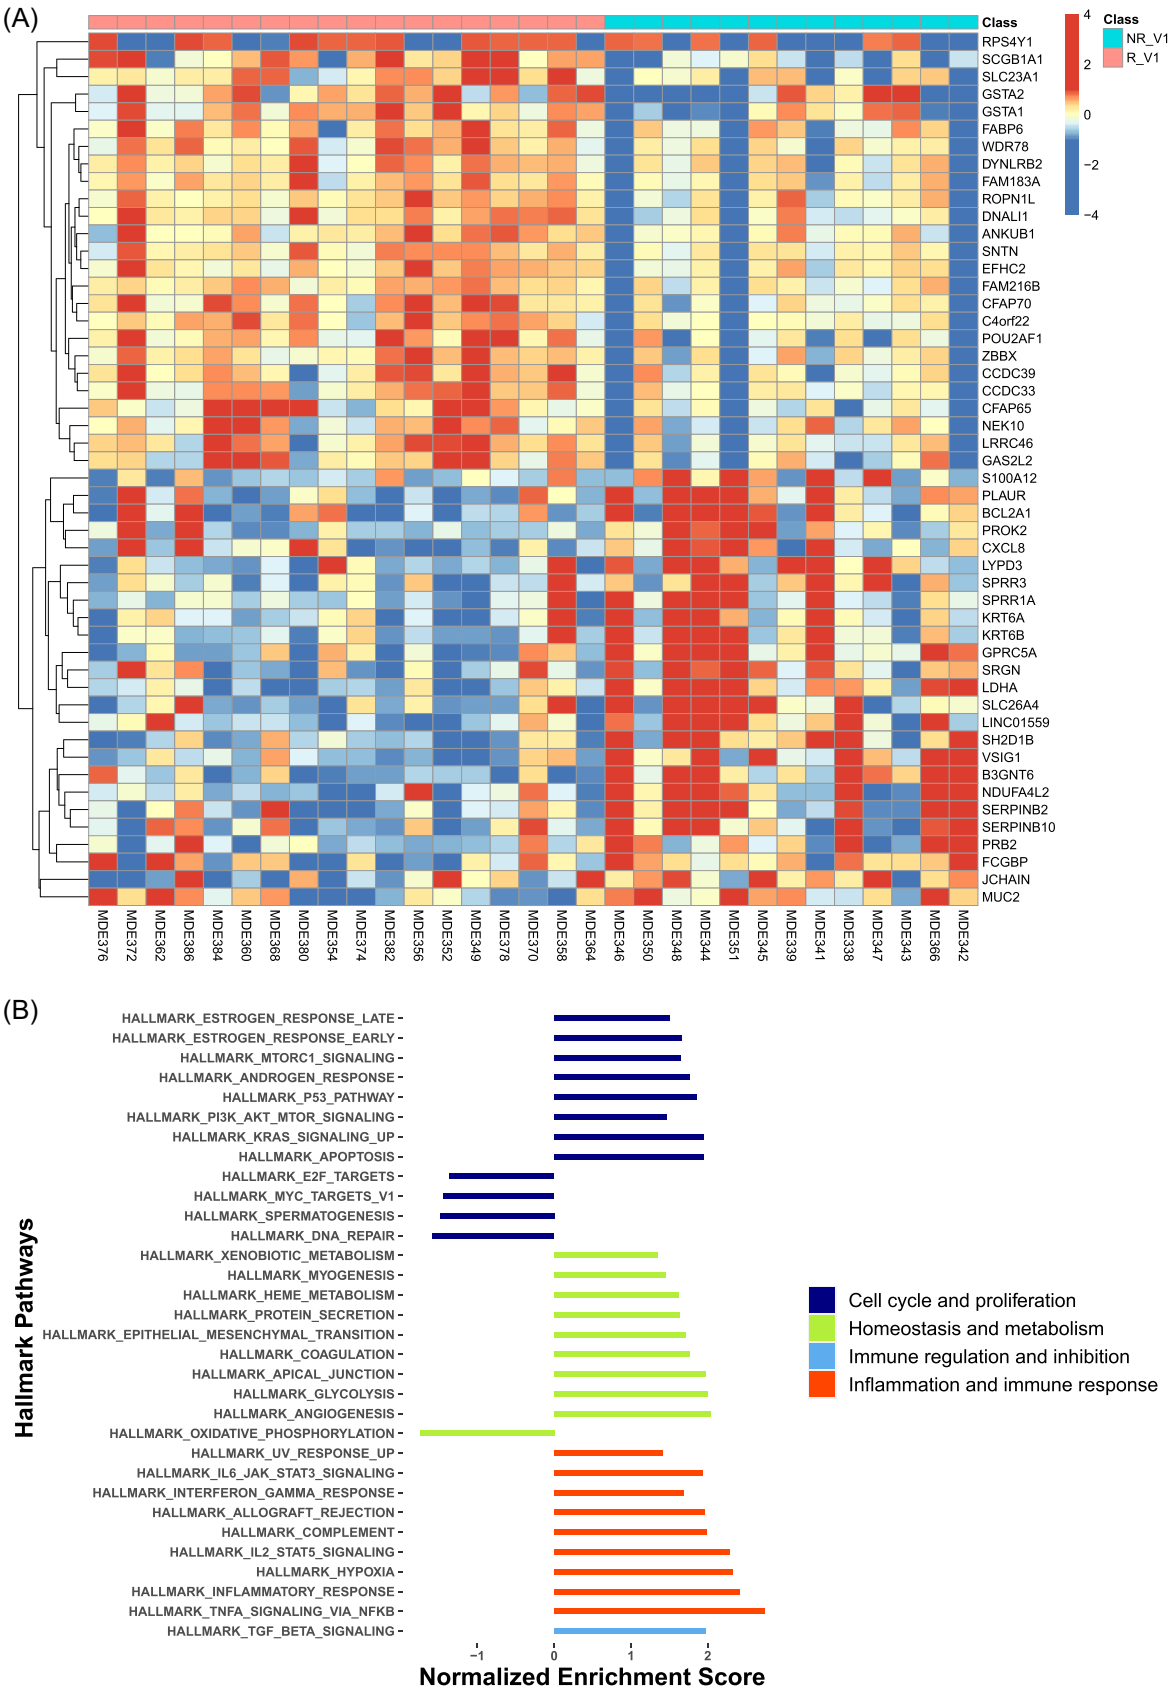 (A)
Class
RPS4Y1
SCGB1A1
SLC23A1
GSTA2
GSTA1
FABP6
WDR78
DYNLRB2
FAM183A
ROPN1L
DNALI1
ANKUB1
SNTN
EFHC2
FAM216B
CFAP70
C4orf22
POU2AF1
ZBBX
CCDC39
CCDC33
CFAP65
NEK10
LRRC46
GAS2L2
S100A12
PLAUR
BCL2A1
PROK2
CXCL8
LYPD3
SPRR3
SPRR1A
KRT6A
KRT6B
GPRC5A
SRGN
LDHA
SLC26A4
LINC01559
SH2D1B
VSIG1
B3GNT6
NDUFA4L2
SERPINB2
SERPINB10
PRB2
FCGBP
JCHAIN
MUC2
4
2
0
−2
−4
Class
NR_V1
R_V1
MDE376
MDE372
MDE362
MDE386
MDE384
MDE360
MDE368
MDE380
MDE354
MDE374
MDE382
MDE356
MDE352
MDE349
MDE378
MDE370
MDE358
MDE364
MDE346
MDE350
MDE348
MDE344
MDE351
MDE345
MDE339
MDE341
MDE338
MDE347
MDE343
MDE366
MDE342
(B)
Hallmark Pathways
HALLMARK_ESTROGEN_RESPONSE_LATE
HALLMARK_ESTROGEN_RESPONSE_EARLY
HALLMARK_MTORC1_SIGNALING
HALLMARK_ANDROGEN_RESPONSE
HALLMARK_P53_PATHWAY
HALLMARK_PI3K_AKT_MTOR_SIGNALING
HALLMARK_KRAS_SIGNALING_UP
HALLMARK_APOPTOSIS
HALLMARK_E2F_TARGETS
HALLMARK_MYC_TARGETS_V1
HALLMARK_SPERMATOGENESIS
HALLMARK_DNA_REPAIR
HALLMARK_XENOBIOTIC_METABOLISM
HALLMARK_MYOGENESIS
HALLMARK_HEME_METABOLISM
HALLMARK_PROTEIN_SECRETION
HALLMARK_EPITHELIAL_MESENCHYMAL_TRANSITION
HALLMARK_COAGULATION
HALLMARK_APICAL_JUNCTION
HALLMARK_GLYCOLYSIS
HALLMARK_ANGIOGENESIS
HALLMARK_OXIDATIVE_PHOSPHORYLATION
HALLMARK_UV_RESPONSE_UP
HALLMARK_IL6_JAK_STAT3_SIGNALING
HALLMARK_INTERFERON_GAMMA_RESPONSE
HALLMARK_ALLOGRAFT_REJECTION
HALLMARK_COMPLEMENT
HALLMARK_IL2_STAT5_SIGNALING
HALLMARK_HYPOXIA
HALLMARK_INFLAMMATORY_RESPONSE
HALLMARK_TNFA_SIGNALING_VIA_NFKB
HALLMARK_TGF_BETA_SIGNALING
−1
0
1
2
Normalized Enrichment Score
Cell cycle and proliferation
Homeostasis and metabolism
Immune regulation and inhibition
Inflammation and immune response